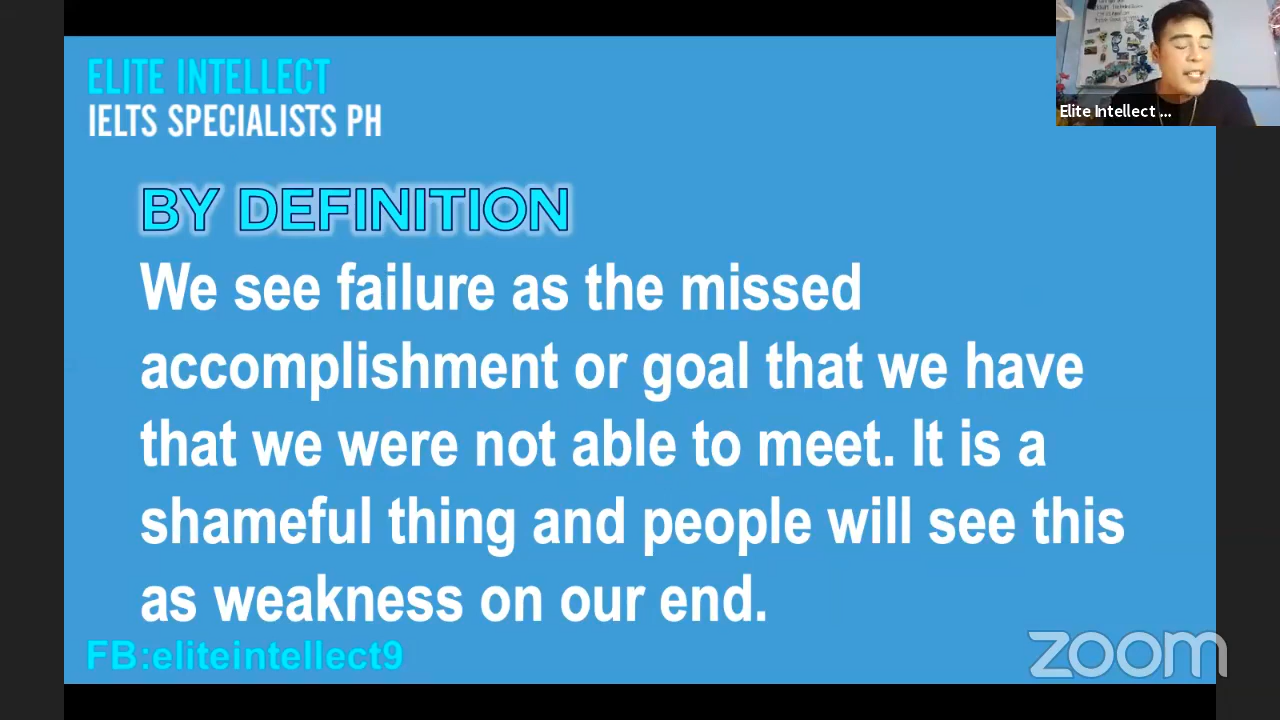 ELITE INTELLECT
IELTS SPECIALISTS PH
Elite Intellect ...
BY DEFINITION
We see failure as the missed
accomplishment or goal that we have
that we were not able to meet. It is a
shameful thing and people will see this
as weakness on our end.
FB:eliteintellect9
zoom